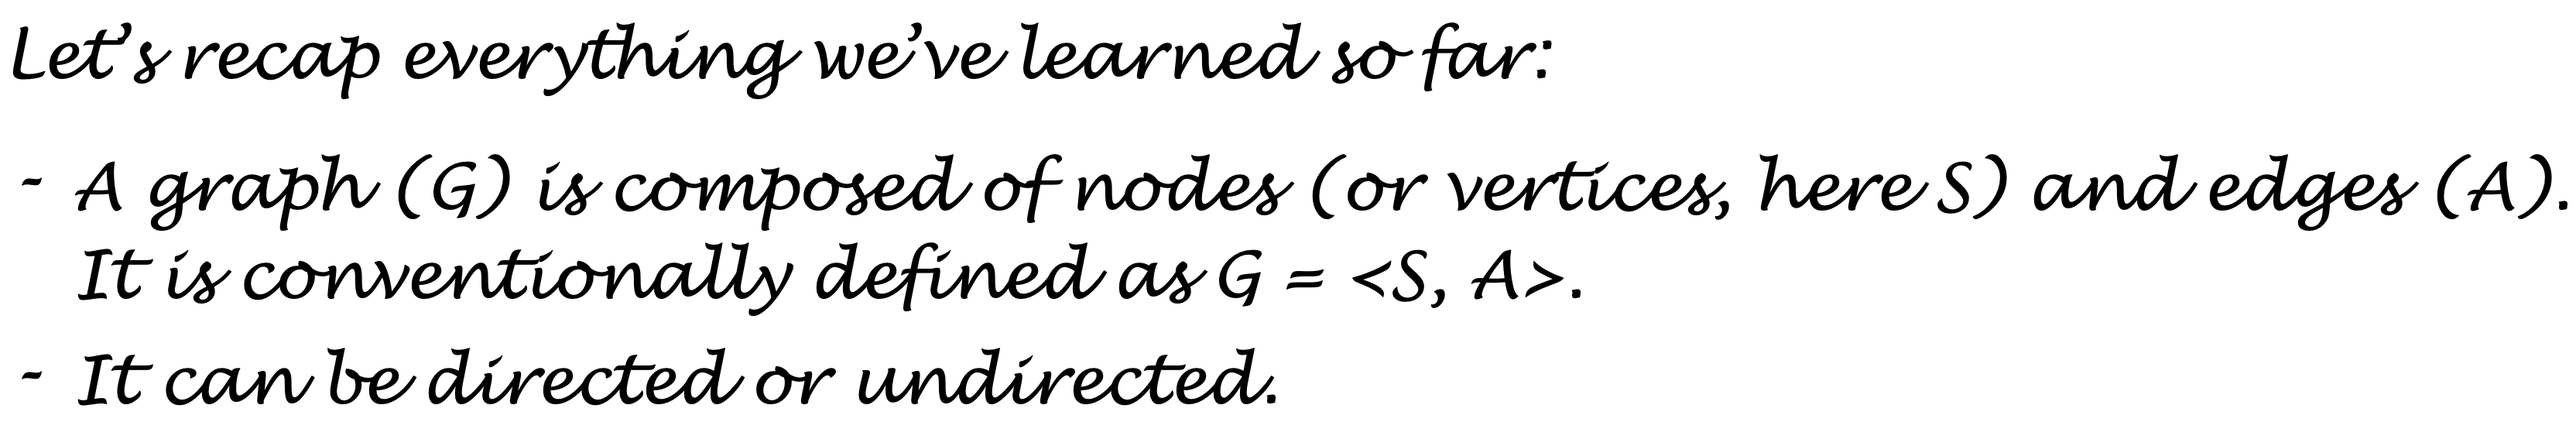 Let's recap everything we've learned so far:
- A graph (G) is composed of nodes (or vertices, here S) and edges (A).
It is conventionally defined as G = <S, A>.
- It can be directed or undirected.